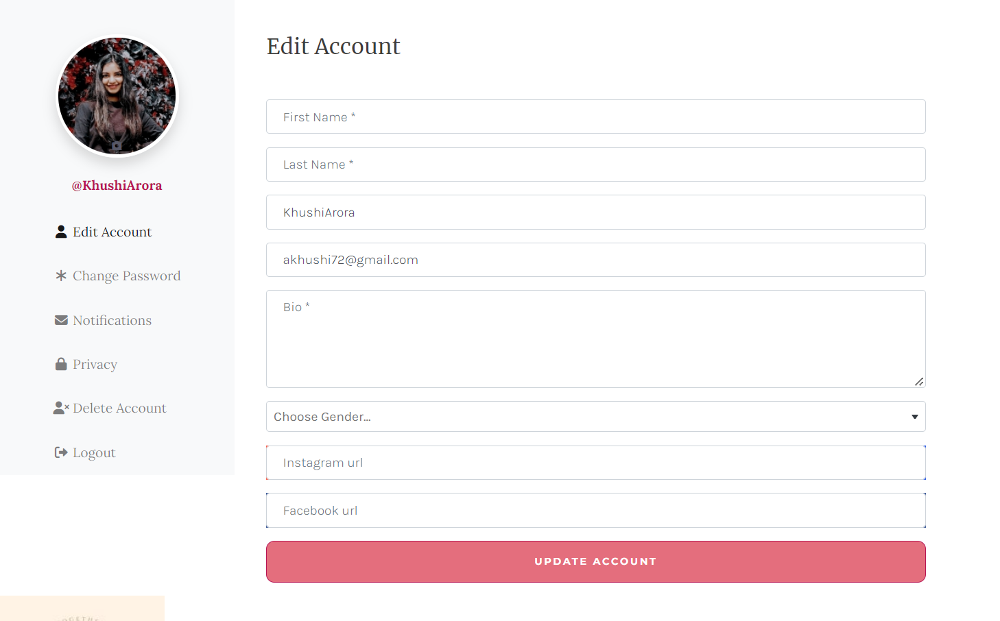 @KhushiArora
Edit Account
Change Password
Notifications
Privacy
Delete Account
Logout
Edit Account
First Name *
Last Name *
KhushiArora
akhushi72@gmail.com
Bio *
Choose Gender...
Instagram url
Facebook url
UPDATE ACCOUNT